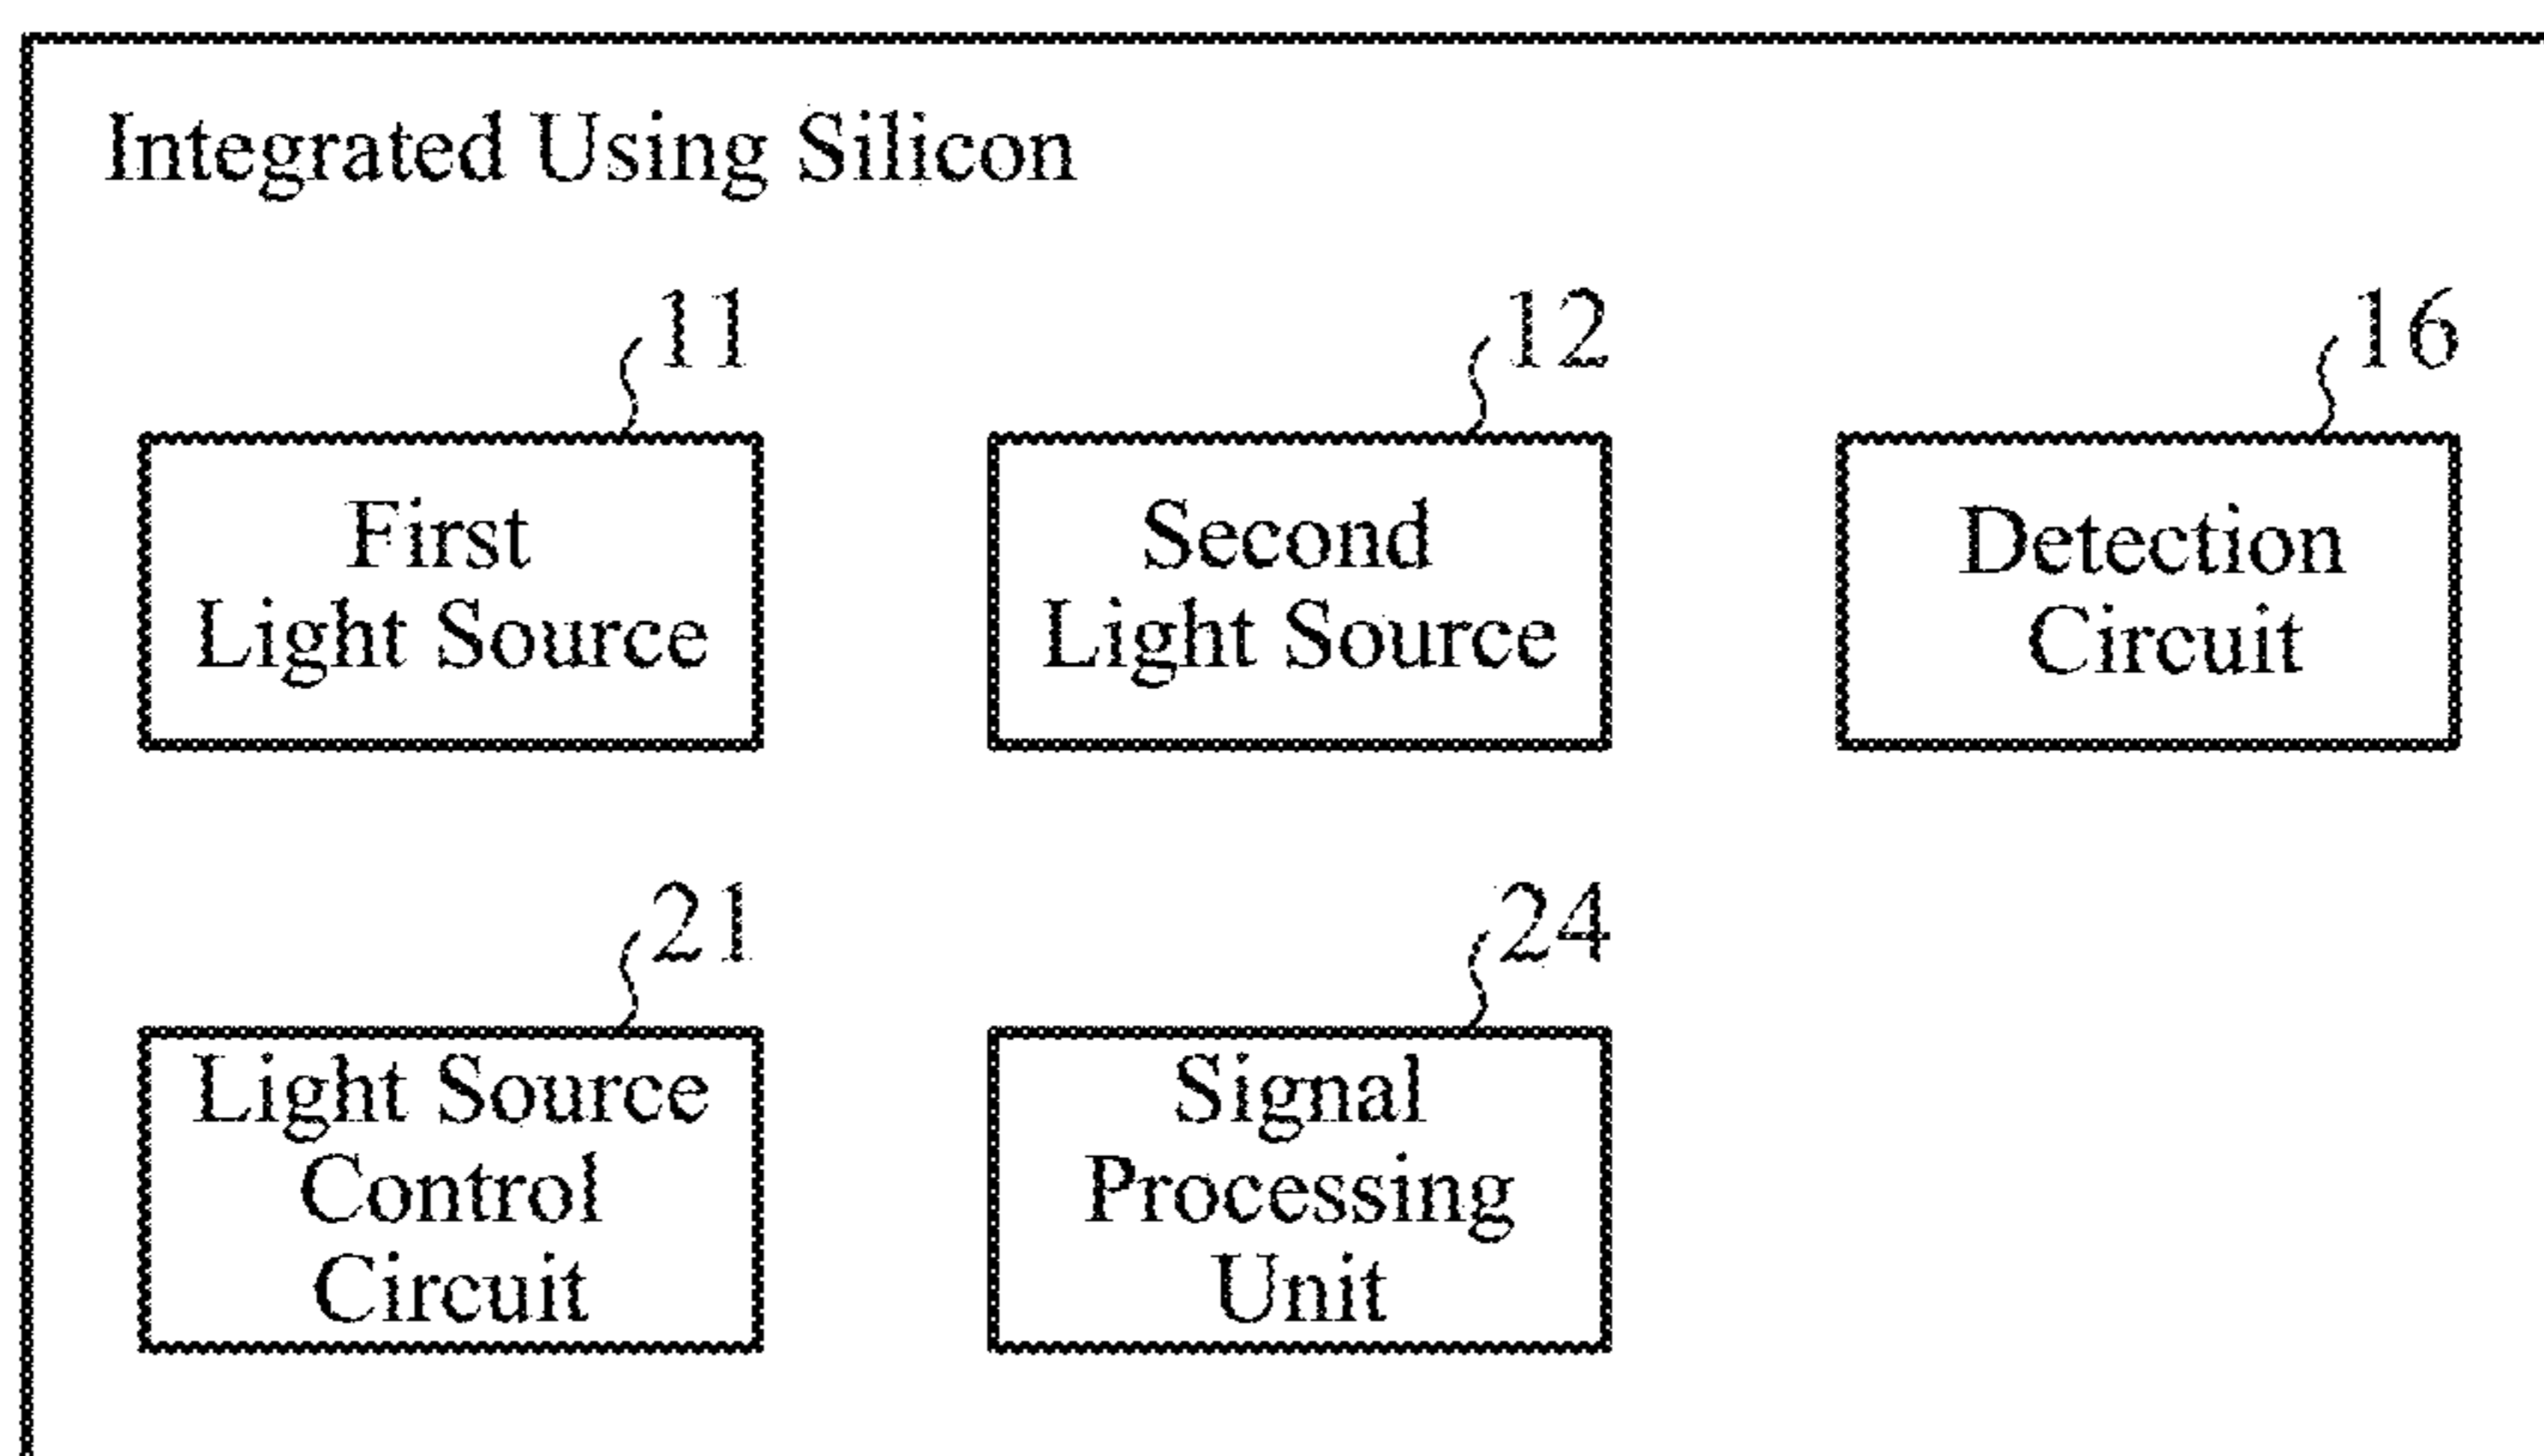 Integrated Using Silicon
11
12
16
First
Light Source
Second
Light Source
Detection
Circuit
21
24
Light Source
Control
Circuit
Signal
Processing
Unit